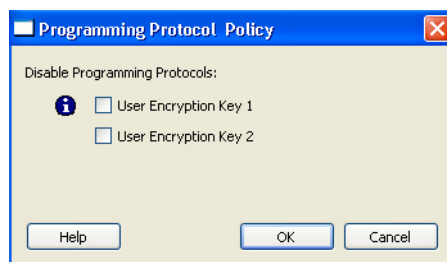 Programming Protocol Policy
Disable Programming Protocols:
User Encryption Key 1
User Encryption Key 2
Help OK Cancel